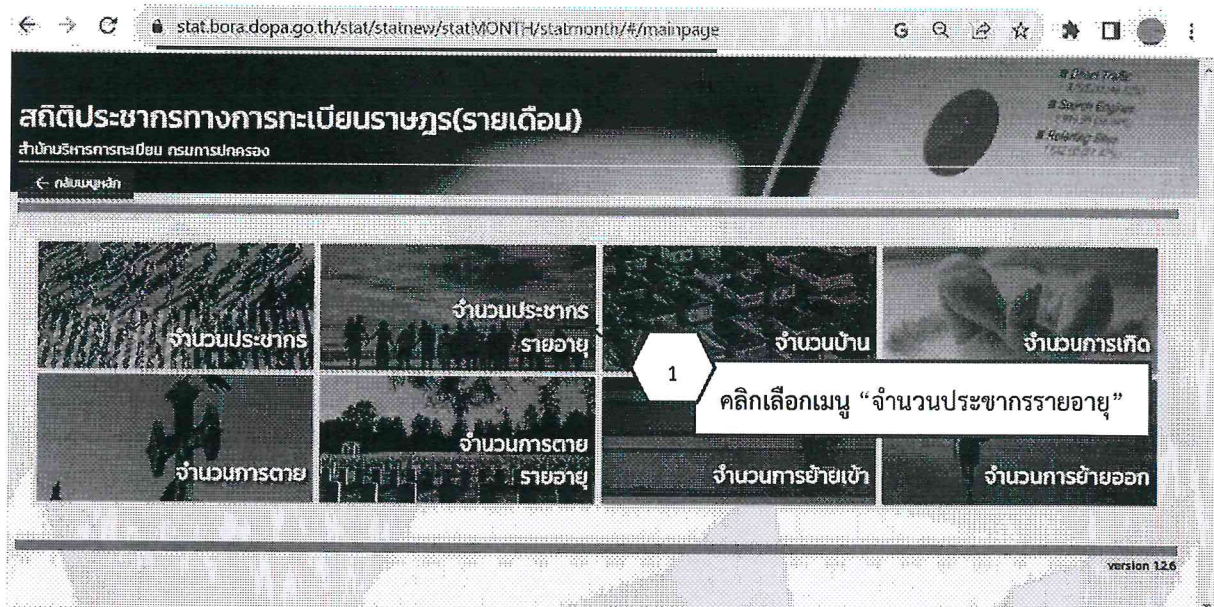 stat.bora.dopa.go.th/stat/statnew/statMONTH/statmonth/#/mainpage
สถิติประชากรทางการทะเบียนราษฎร(รายเดือน)
สำนักบริหารการทะเบียน กรมการปกครอง
← กลับเมนูหลัก
จำนวนประชากร
จำนวนประชากร
รายอายุ
จำนวนบ้าน
จำนวนการเกิด
1
คลิกเลือกเมนู “จำนวนประชากรรายอายุ”
จำนวนการตาย
จำนวนการตาย
รายอายุ
จำนวนการย้ายเข้า
จำนวนการย้ายออก
version 1.2.6